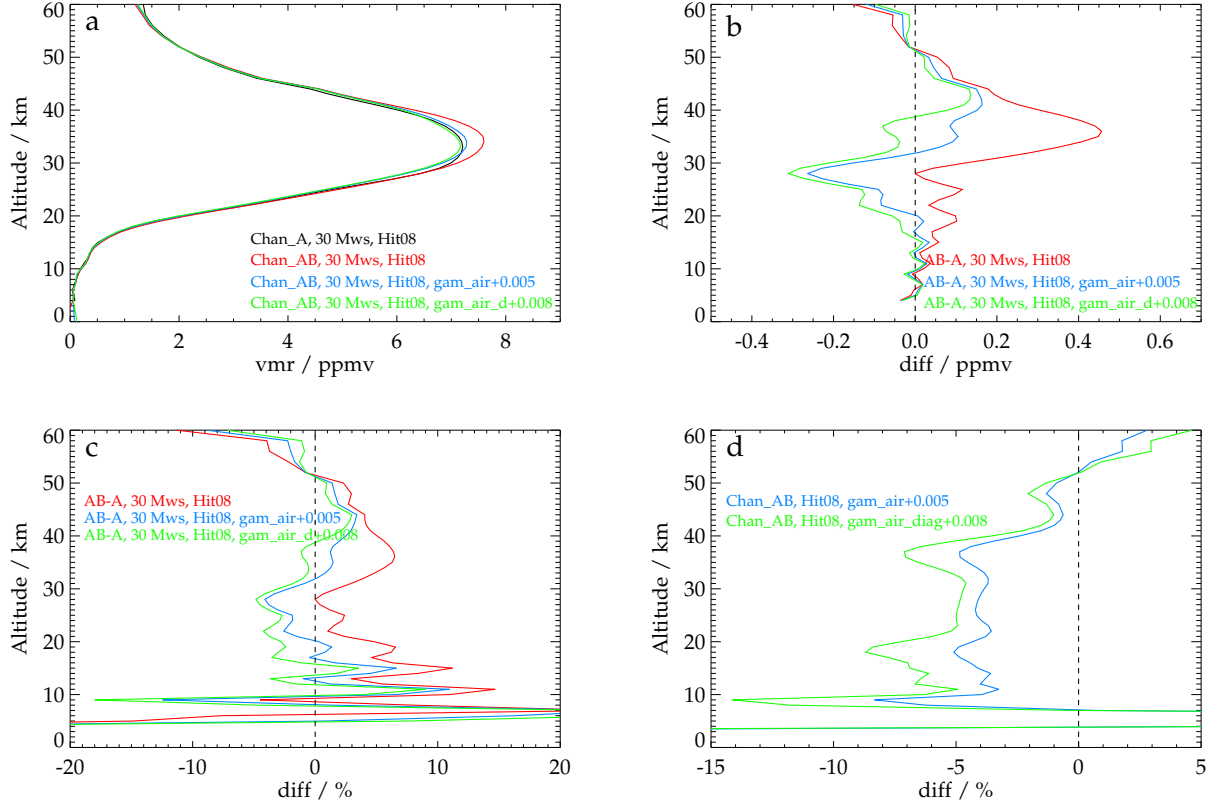 a
60
50
40
30
20
10
0
Altitude / km
Chan_A, 30 Mws, Hit08
Chan_AB, 30 Mws, Hit08
Chan_AB, 30 Mws, Hit08, gam_air+0.005
Chan_AB, 30 Mws, Hit08, gam_air_d+0.008
0 2 4 6 8
vmr / ppmv
b
60
50
40
30
20
10
0
Altitude / km
AB-A, 30 Mws, Hit08
AB-A, 30 Mws, Hit08, gam_air+0.005
AB-A, 30 Mws, Hit08, gam_air_d+0.008
-0.4 -0.2 0.0 0.2 0.4 0.6
diff / ppmv
c
60
50
40
30
20
10
0
Altitude / km
AB-A, 30 Mws, Hit08
AB-A, 30 Mws, Hit08, gam_air+0.005
AB-A, 30 Mws, Hit08, gam_air_d+0.008
-20 -10 0 10 20
diff / %
d
60
50
40
30
20
10
0
Altitude / km
Chan_AB, Hit08, gam_air+0.005
Chan_AB, Hit08, gam_air_diag+0.008
-15 -10 -5 0 5
diff / %